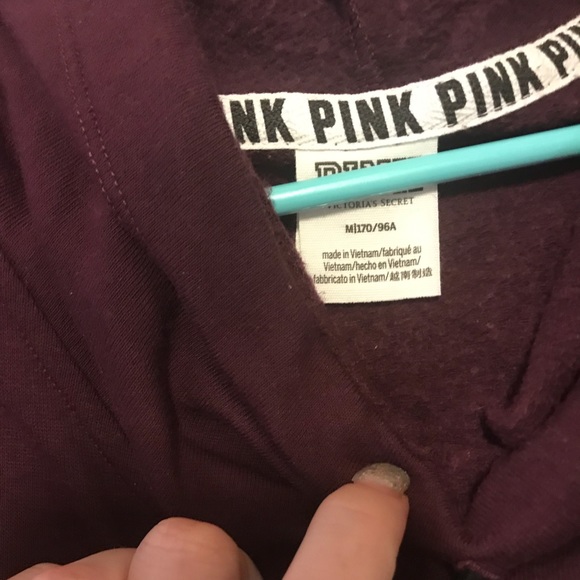 NK PINK PINK PI
PINK
VICTORIA'S SECRET
M|170/96A
made in Vietnam/fabriqué au
Vietnam/hecho en Vietnam/
fabbricato in Vietnam/越南制造